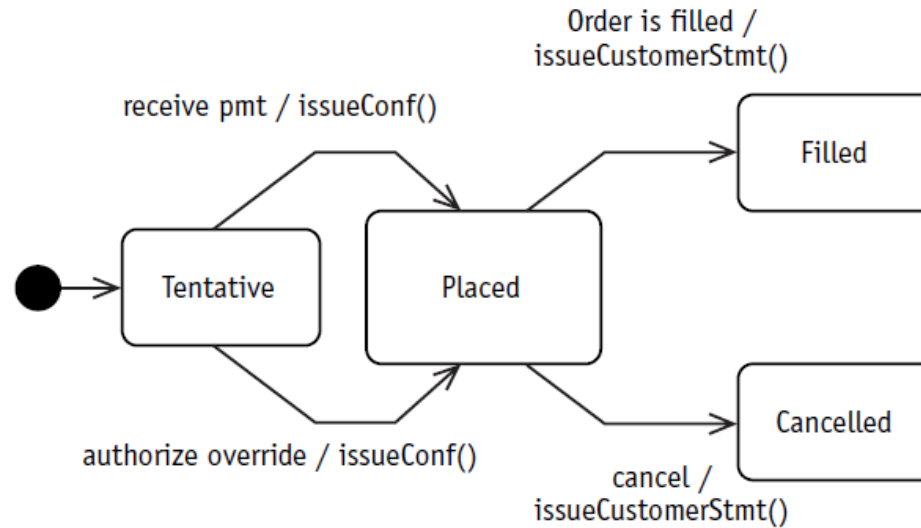 Order is filled /
issueCustomerStmt()
receive pmt / issueConf()
Filled
Tentative
Placed
Cancelled
authorize override / issueConf()
cancel /
issueCustomerStmt()